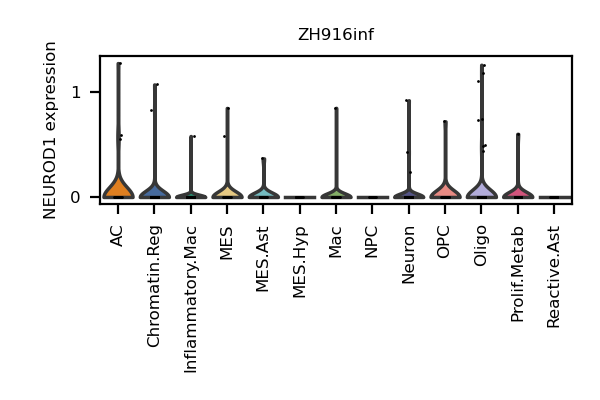 ZH916inf
NEUROD1 expression
1
0
AC
Chromatin.Reg
Inflammatory.Mac
MES
MES.Ast
MES.Hyp
Mac
NPC
Neuron
OPC
Oligo
Prolif.Metab
Reactive.Ast